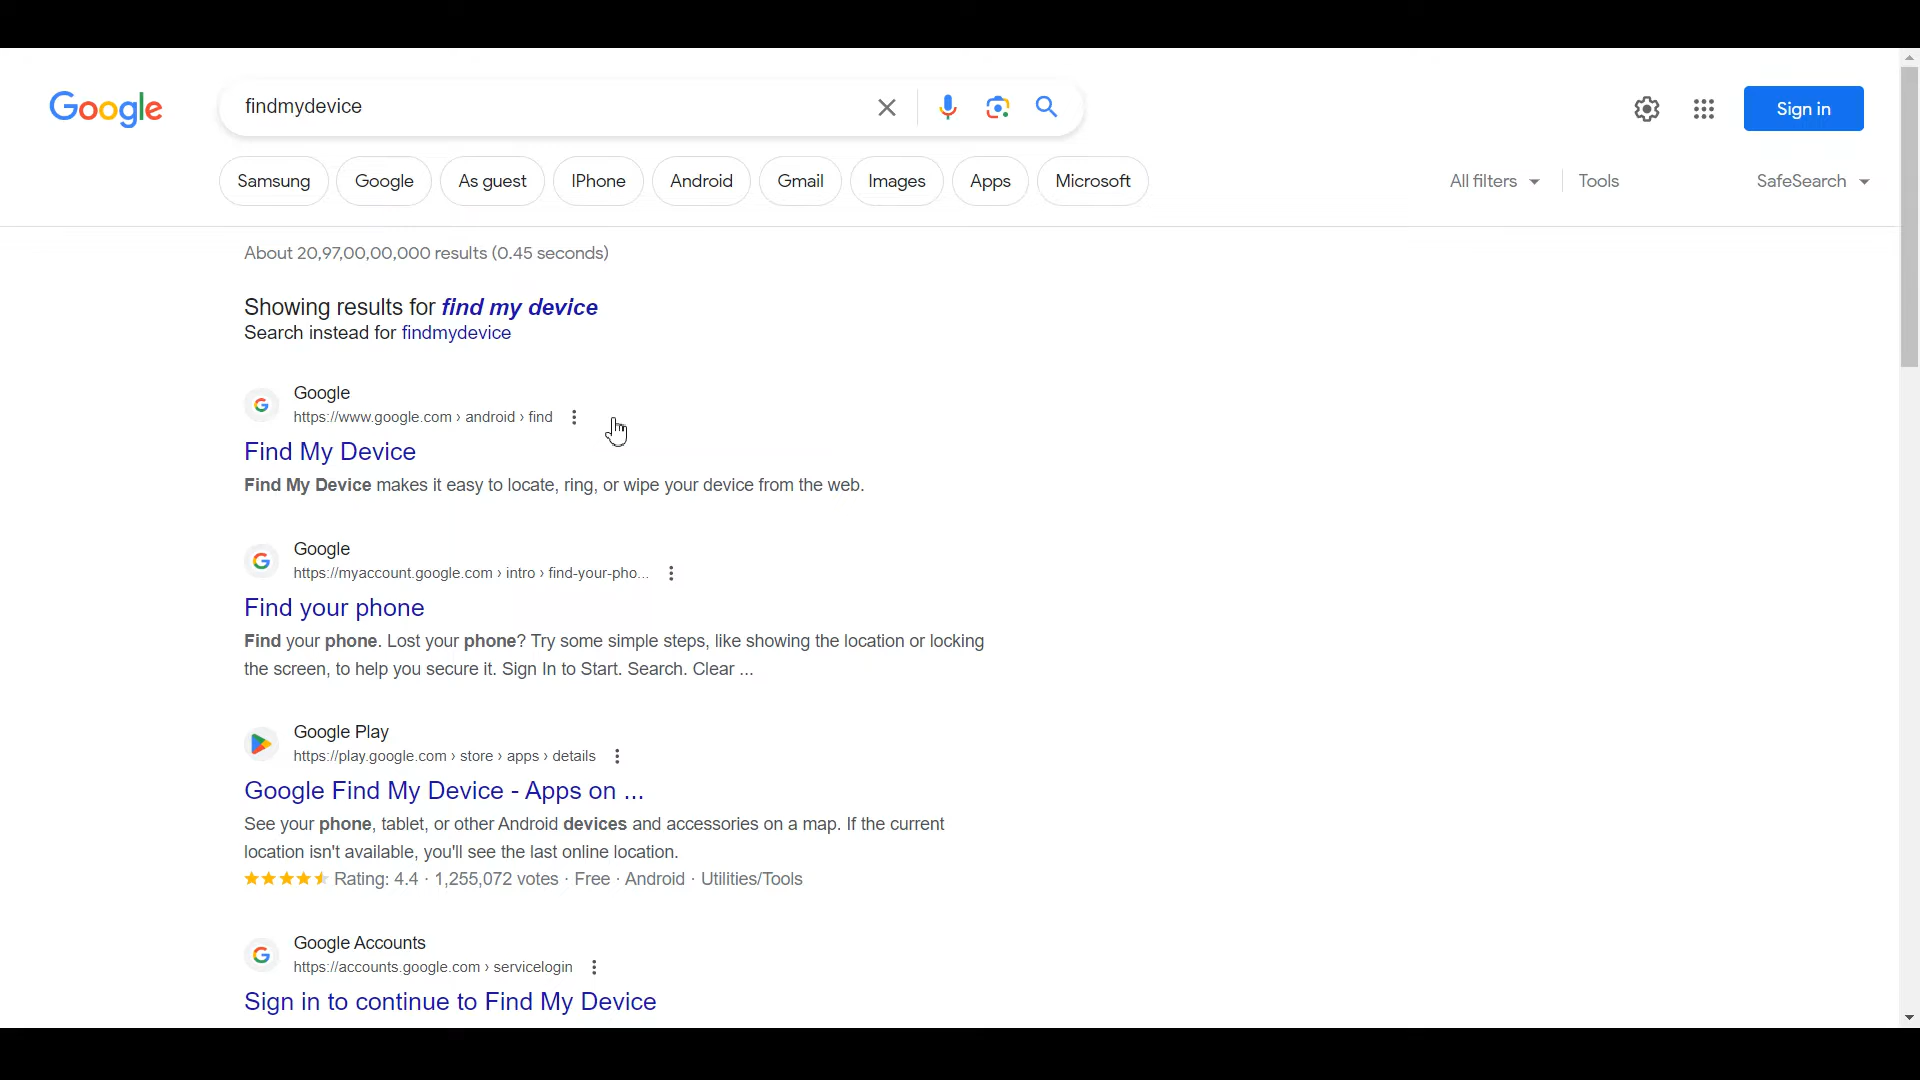 Google
findmydevice
Sign in
Samsung Google As guest IPhone Android Gmail Images Apps Microsoft All filters Tools SafeSearch
About 20,97,00,00,000 results (0.45 seconds)
Showing results for find my device
Search instead for findmydevice
Google
https://www.google.com › android › find
Find My Device
Find My Device makes it easy to locate, ring, or wipe your device from the web.
Google
https://myaccount.google.com › intro › find-your-pho...
Find your phone
Find your phone. Lost your phone? Try some simple steps, like showing the location or locking
the screen, to help you secure it. Sign In to Start. Search. Clear ...
Google Play
https://play.google.com › store › apps › details
Google Find My Device - Apps on ...
See your phone, tablet, or other Android devices and accessories on a map. If the current
location isn't available, you'll see the last online location.
Rating: 4.4 · 1,255,072 votes · Free · Android · Utilities/Tools
Google Accounts
https://accounts.google.com › servicelogin
Sign in to continue to Find My Device